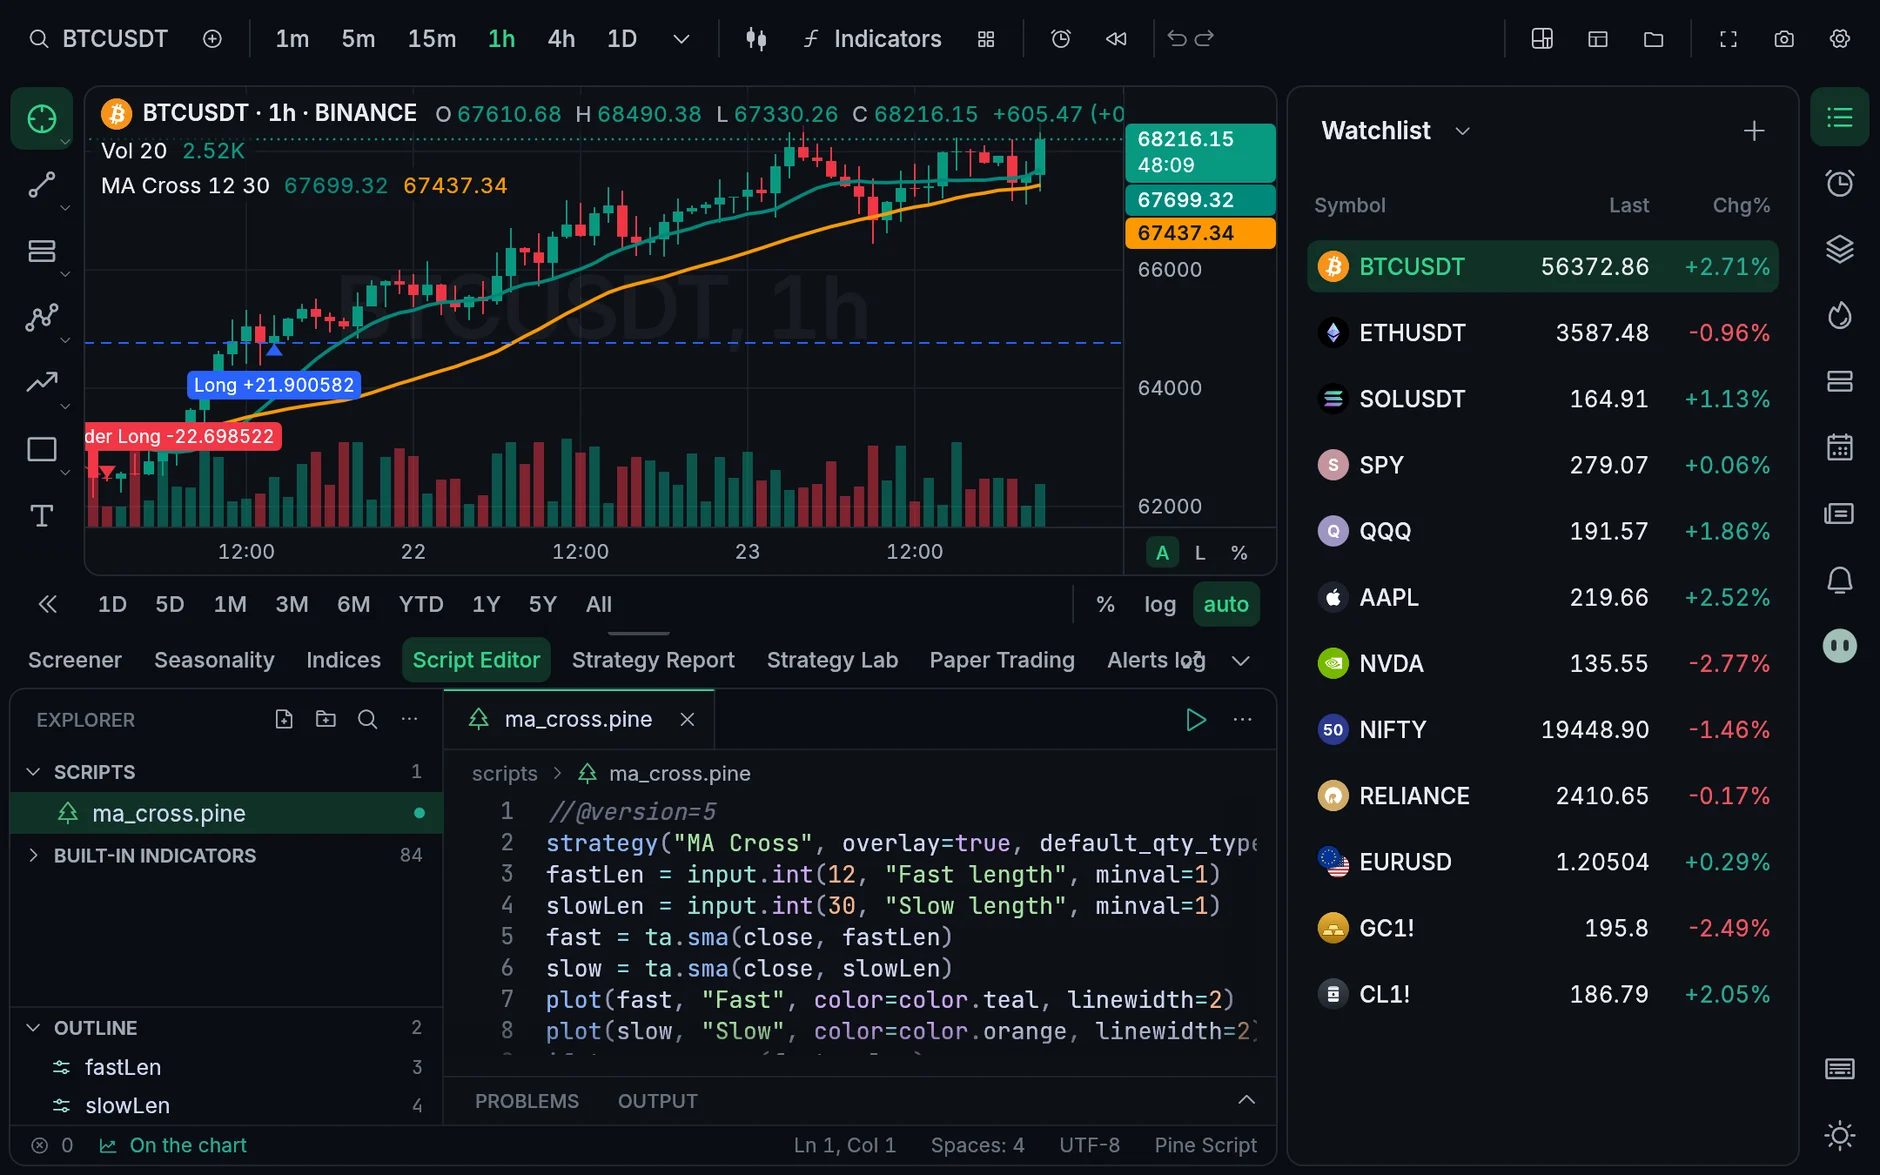 BTCUSDT 1m 5m 15m 1h 4h 1D Indicators
BTCUSDT · 1h · BINANCE O 67610.68 H 68490.38 L 67330.26 C 68216.15 +605.47 (+0
Vol 20 2.52K
MA Cross 12 30 67699.32 67437.34
BTCUSDT, 1h
68216.15
48:09
67699.32
67437.34
66000
64000
62000
Long +21.900582
der Long -22.698522
12:00 22 12:00 23 12:00
A L %
1D 5D 1M 3M 6M YTD 1Y 5Y All % log auto
Screener Seasonality Indices Script Editor Strategy Report Strategy Lab Paper Trading Alerts log
EXPLORER
SCRIPTS 1
ma_cross.pine
BUILT-IN INDICATORS 84
OUTLINE 2
fastLen 3
slowLen 4
ma_cross.pine
scripts > ma_cross.pine
1 //@version=5
2 strategy("MA Cross", overlay=true, default_qty_type
3 fastLen = input.int(12, "Fast length", minval=1)
4 slowLen = input.int(30, "Slow length", minval=1)
5 fast = ta.sma(close, fastLen)
6 slow = ta.sma(close, slowLen)
7 plot(fast, "Fast", color=color.teal, linewidth=2)
8 plot(slow, "Slow", color=color.orange, linewidth=2)
PROBLEMS OUTPUT
0 On the chart Ln 1, Col 1 Spaces: 4 UTF-8 Pine Script
Watchlist
Symbol Last Chg%
BTCUSDT 56372.86 +2.71%
ETHUSDT 3587.48 -0.96%
SOLUSDT 164.91 +1.13%
S SPY 279.07 +0.06%
Q QQQ 191.57 +1.86%
AAPL 219.66 +2.52%
NVDA 135.55 -2.77%
50 NIFTY 19448.90 -1.46%
RELIANCE 2410.65 -0.17%
EURUSD 1.20504 +0.29%
GC1! 195.8 -2.49%
CL1! 186.79 +2.05%